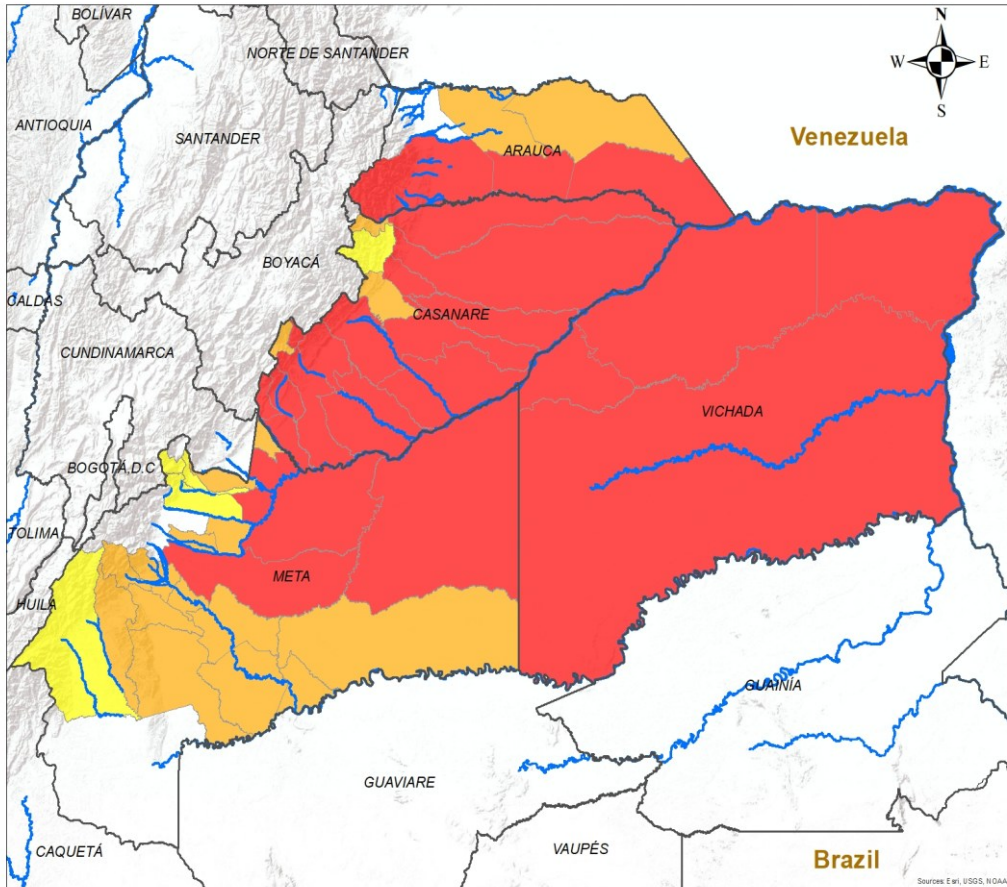 BOLÍVAR
N
NORTE DE SANTANDER
W
E
S
ANTIOQUIA
SANTANDER
Venezuela
ARAUCA
BOYACÁ
CALDAS
CASANARE
CUNDINAMARCA
VICHADA
BOGOTÁ, D.C
TOLIMA
META
HUILA
GUAINÍA
GUAVIARE
CAQUETÁ
VAUPÉS
Brazil
Sources: Esri, USGS, NOAA